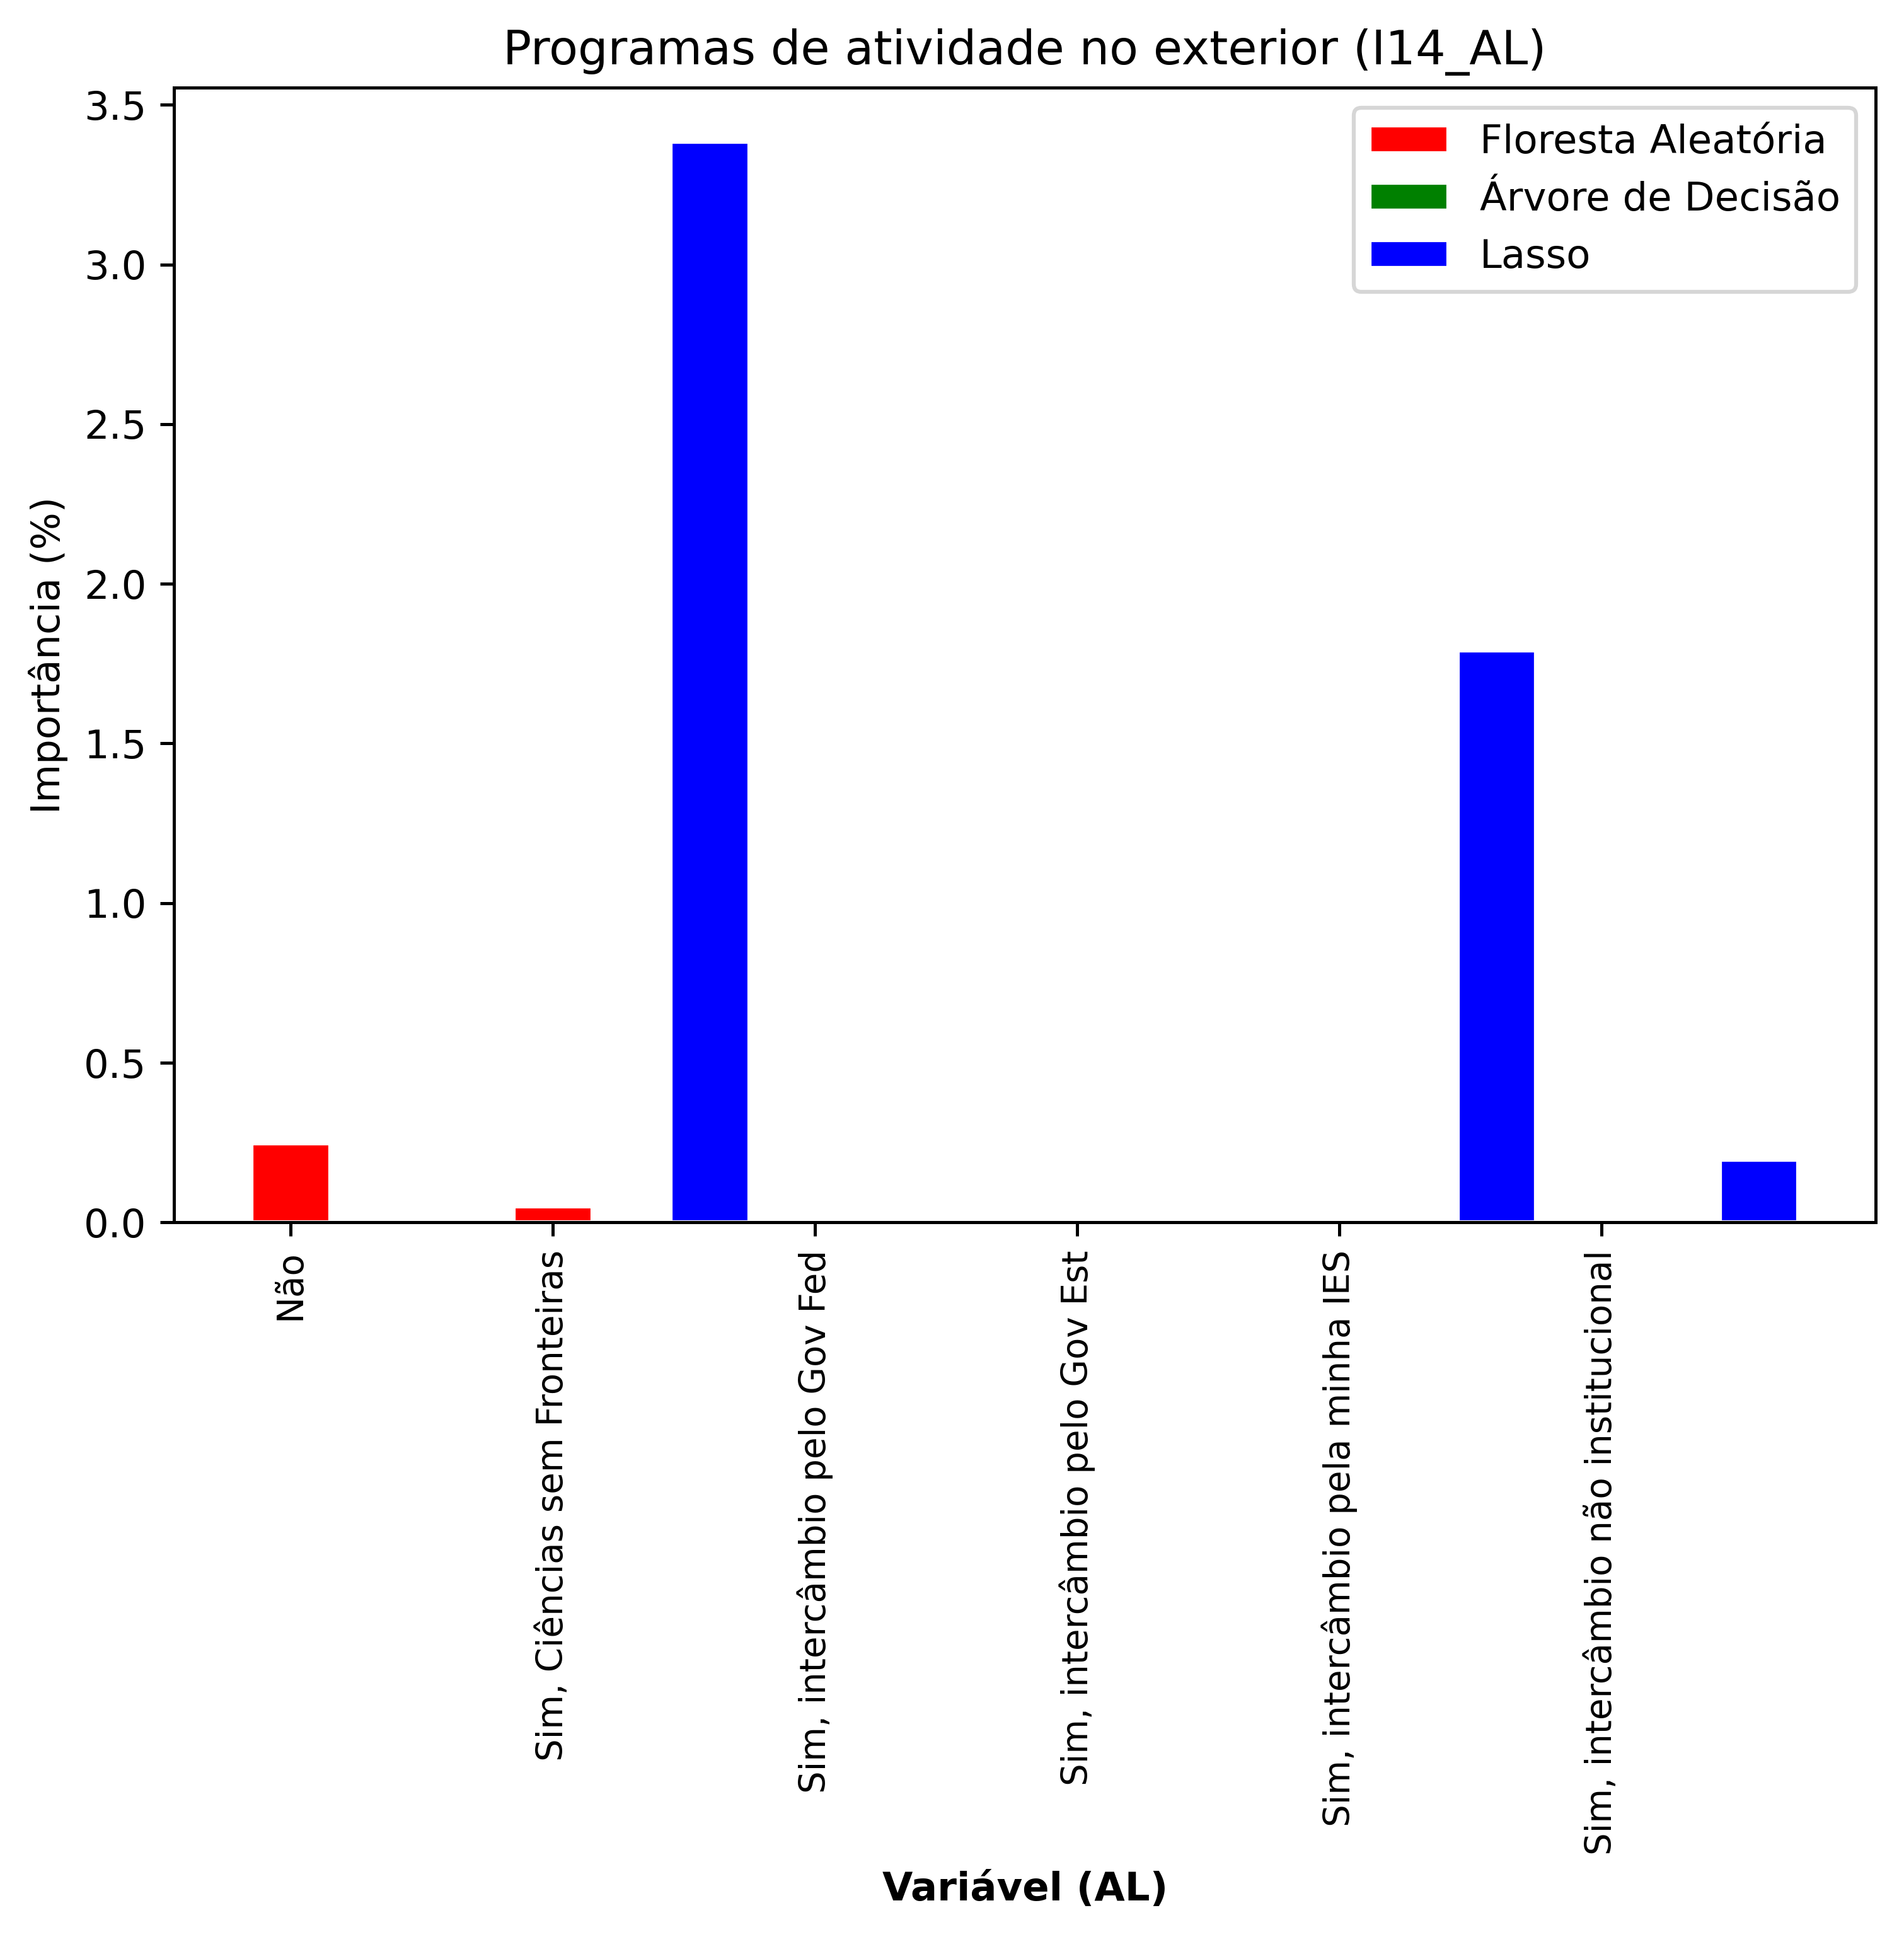 Programas de atividade no exterior (I14_AL)
Floresta Aleatória
Árvore de Decisão
Lasso
Importância (%)
3.5
3.0
2.5
2.0
1.5
1.0
0.5
0.0
Não
Sim, Ciências sem Fronteiras
Sim, intercâmbio pelo Gov Fed
Sim, intercâmbio pelo Gov Est
Sim, intercâmbio pela minha IES
Sim, intercâmbio não institucional
Variável (AL)